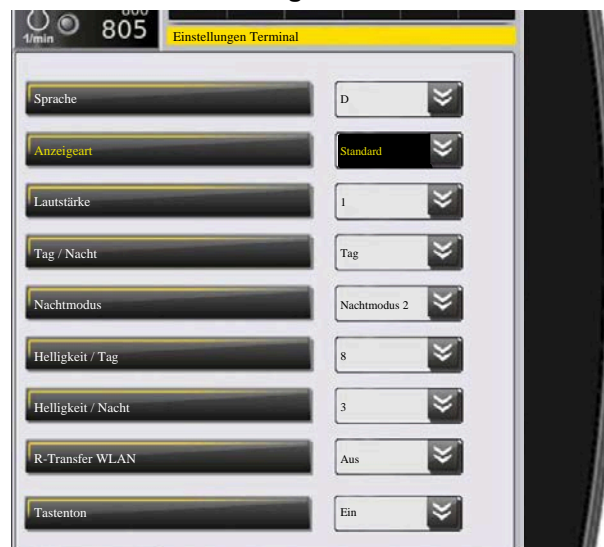 1/min
805
Einstellungen Terminal
Sprache D
Anzeigeart Standard
Lautstärke 1
Tag / Nacht Tag
Nachtmodus Nachtmodus 2
Helligkeit / Tag 8
Helligkeit / Nacht 3
R-Transfer WLAN Aus
Tastenton Ein